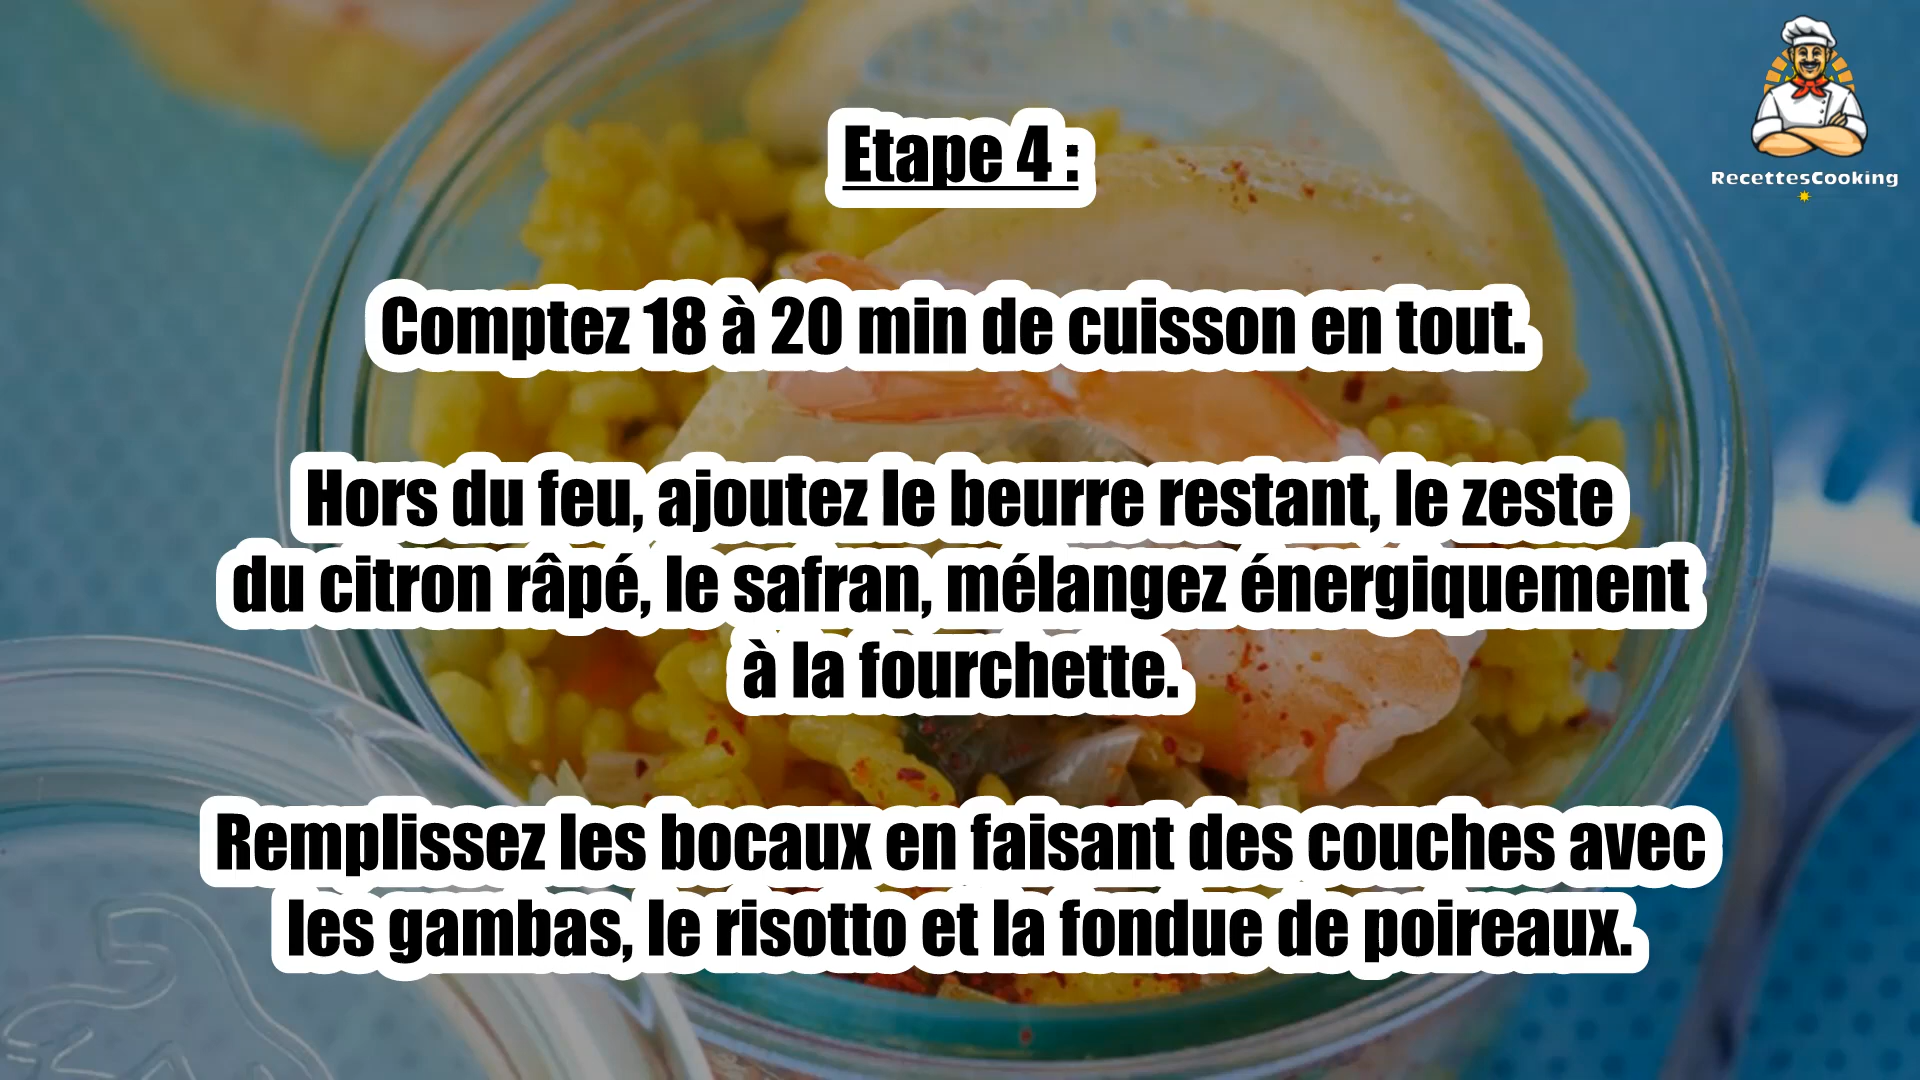 RecettesCooking
Etape 4 :
Comptez 18 à 20 min de cuisson en tout.
Hors du feu, ajoutez le beurre restant, le zeste
du citron râpé, le safran, mélangez énergiquement
à la fourchette.
Remplissez les bocaux en faisant des couches avec
les gambas, le risotto et la fondue de poireaux.